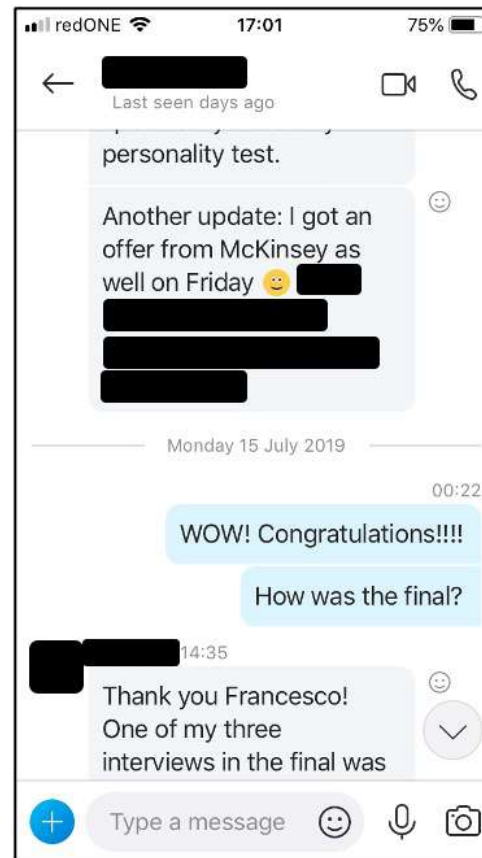 redONE 17:01 75%
Last seen days ago
personality test.
Another update: I got an
offer from McKinsey as
well on Friday 🙂
Monday 15 July 2019
00:22
WOW! Congratulations!!!!
How was the final?
14:35
Thank you Francesco!
One of my three
interviews in the final was
Type a message